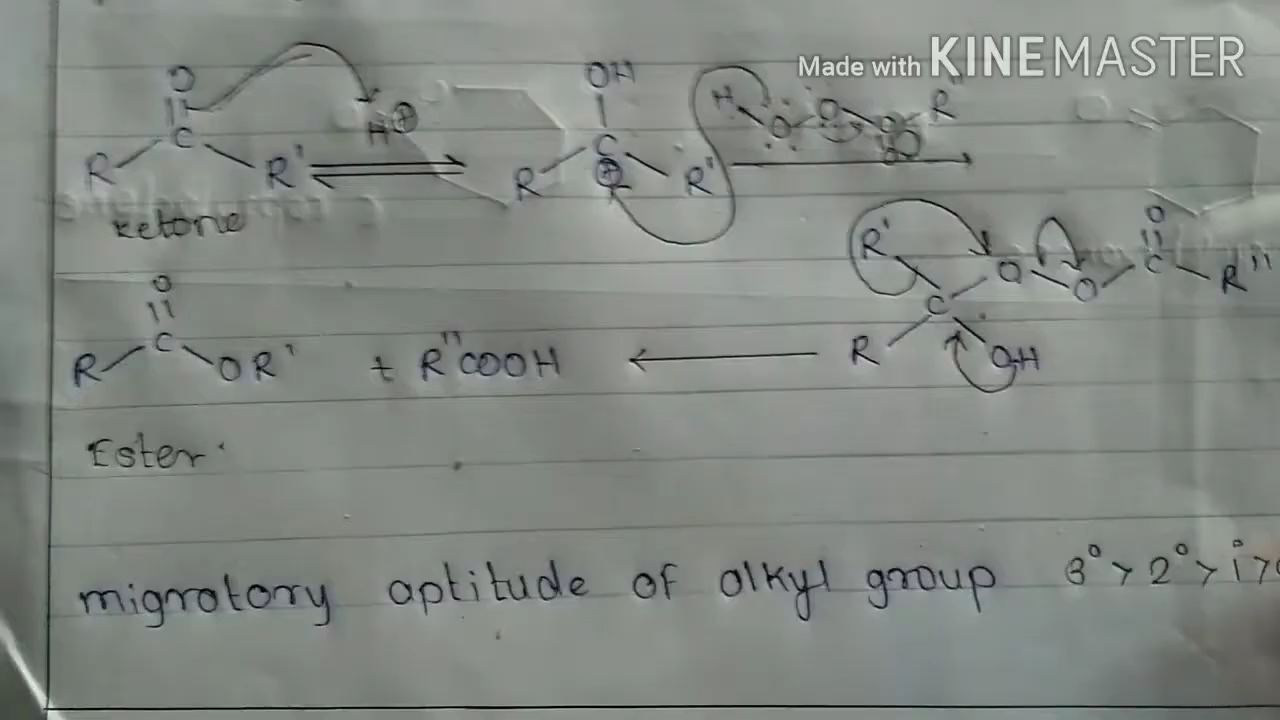 Made with KINEMASTER
O OH
C H⊕ C H O O R"
R R' R ⊕ R'
ketone
O R' O O O C R"
R C OR' + R"COOH R C OH
Ester
migratory aptitude of alkyl group 3° > 2° > 1° >